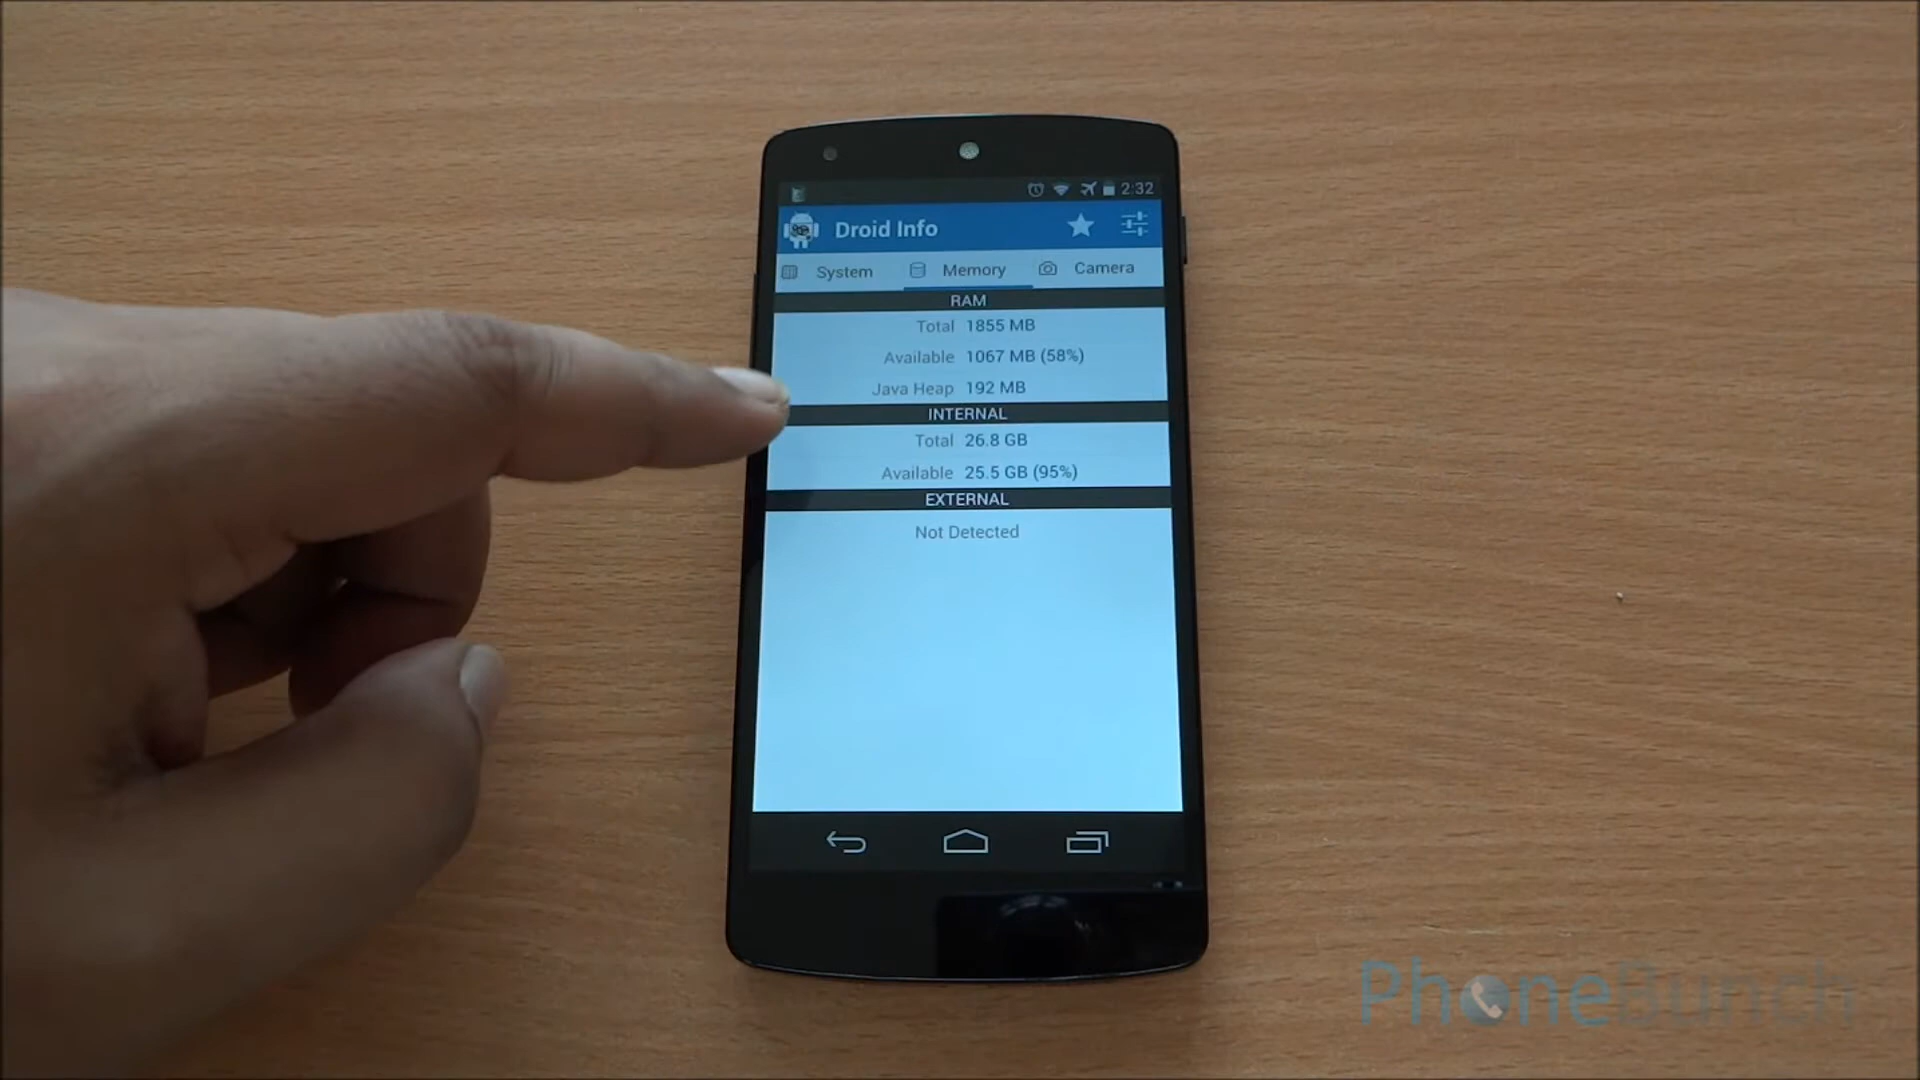 2:32
Droid Info
System Memory Camera
RAM
Total 1855 MB
Available 1067 MB (58%)
Java Heap 192 MB
INTERNAL
Total 26.8 GB
Available 25.5 GB (95%)
EXTERNAL
Not Detected
PhoneBunch